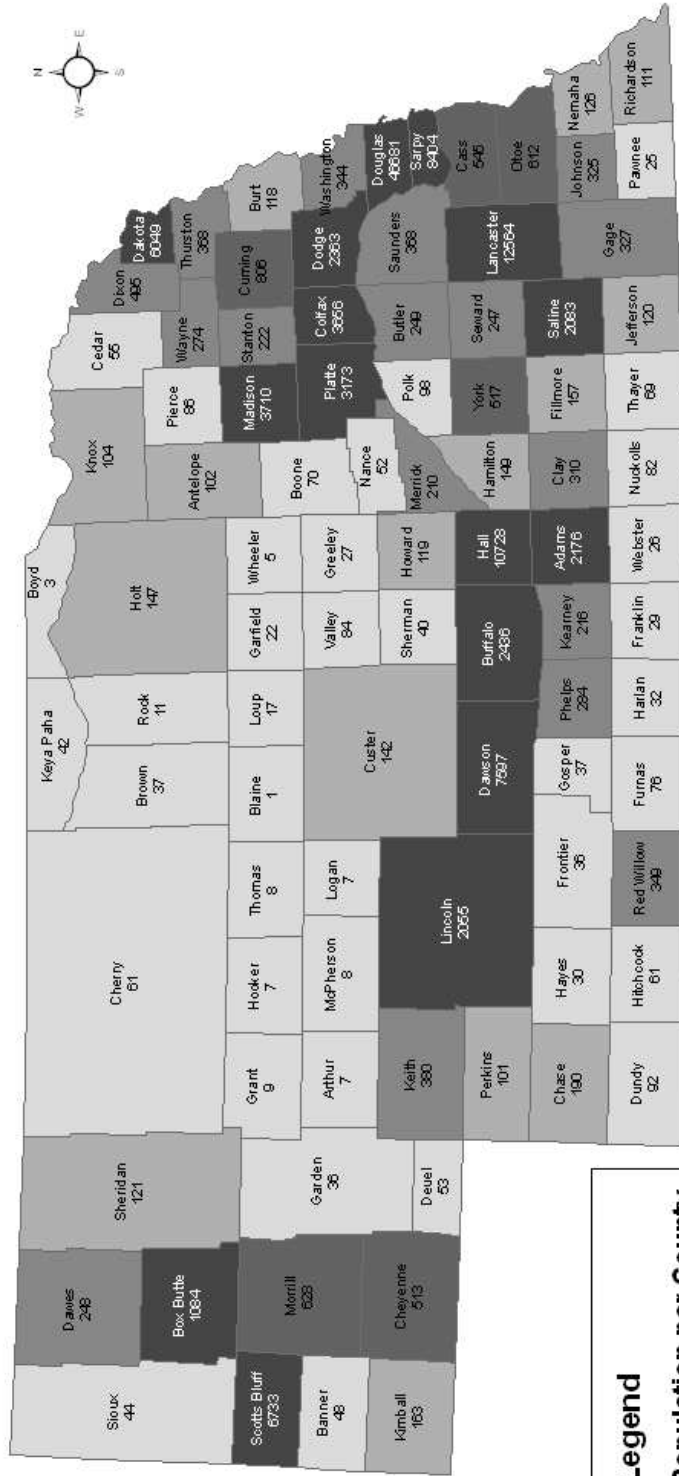 N
W
E
S
Sioux
44
Dawes
248
Sheridan
121
Box Butte
1084
Scotts Bluff
6733
Banner
48
Kimball
163
Morrill
628
Cheyenne
513
Garden
36
Deuel
53
Cherry
61
Grant
9
Hooker
7
Thomas
8
Arthur
7
McPherson
8
Logan
7
Keith
380
Perkins
101
Chase
190
Dundy
92
Lincoln
2055
Hayes
30
Hitchcock
61
Frontier
36
Red Willow
349
Keya Paha
42
Brown
37
Rock
11
Boyd
3
Holt
147
Blaine
1
Loup
17
Garfield
22
Wheeler
5
Custer
142
Valley
84
Greeley
27
Sherman
40
Howard
119
Dawson
7597
Buffalo
2436
Hall
10728
Gosper
37
Phelps
284
Kearney
216
Adams
2176
Furnas
76
Harlan
32
Franklin
29
Webster
26
Knox
104
Cedar
55
Dixon
495
Dakota
6049
Antelope
102
Pierce
86
Wayne
274
Thurston
368
Boone
70
Madison
3710
Stanton
222
Cuming
806
Burt
118
Nance
52
Platte
3173
Colfax
3656
Dodge
2363
Washington
344
Merrick
210
Polk
98
Butler
249
Saunders
368
Douglas
46681
Sarpy
8404
Hamilton
149
York
517
Seward
247
Lancaster
12564
Cass
545
Otoe
612
Clay
310
Fillmore
157
Saline
2083
Gage
327
Johnson
325
Nemaha
126
Nuckolls
82
Thayer
69
Jefferson
120
Pawnee
25
Richardson
111
Legend
Population per County